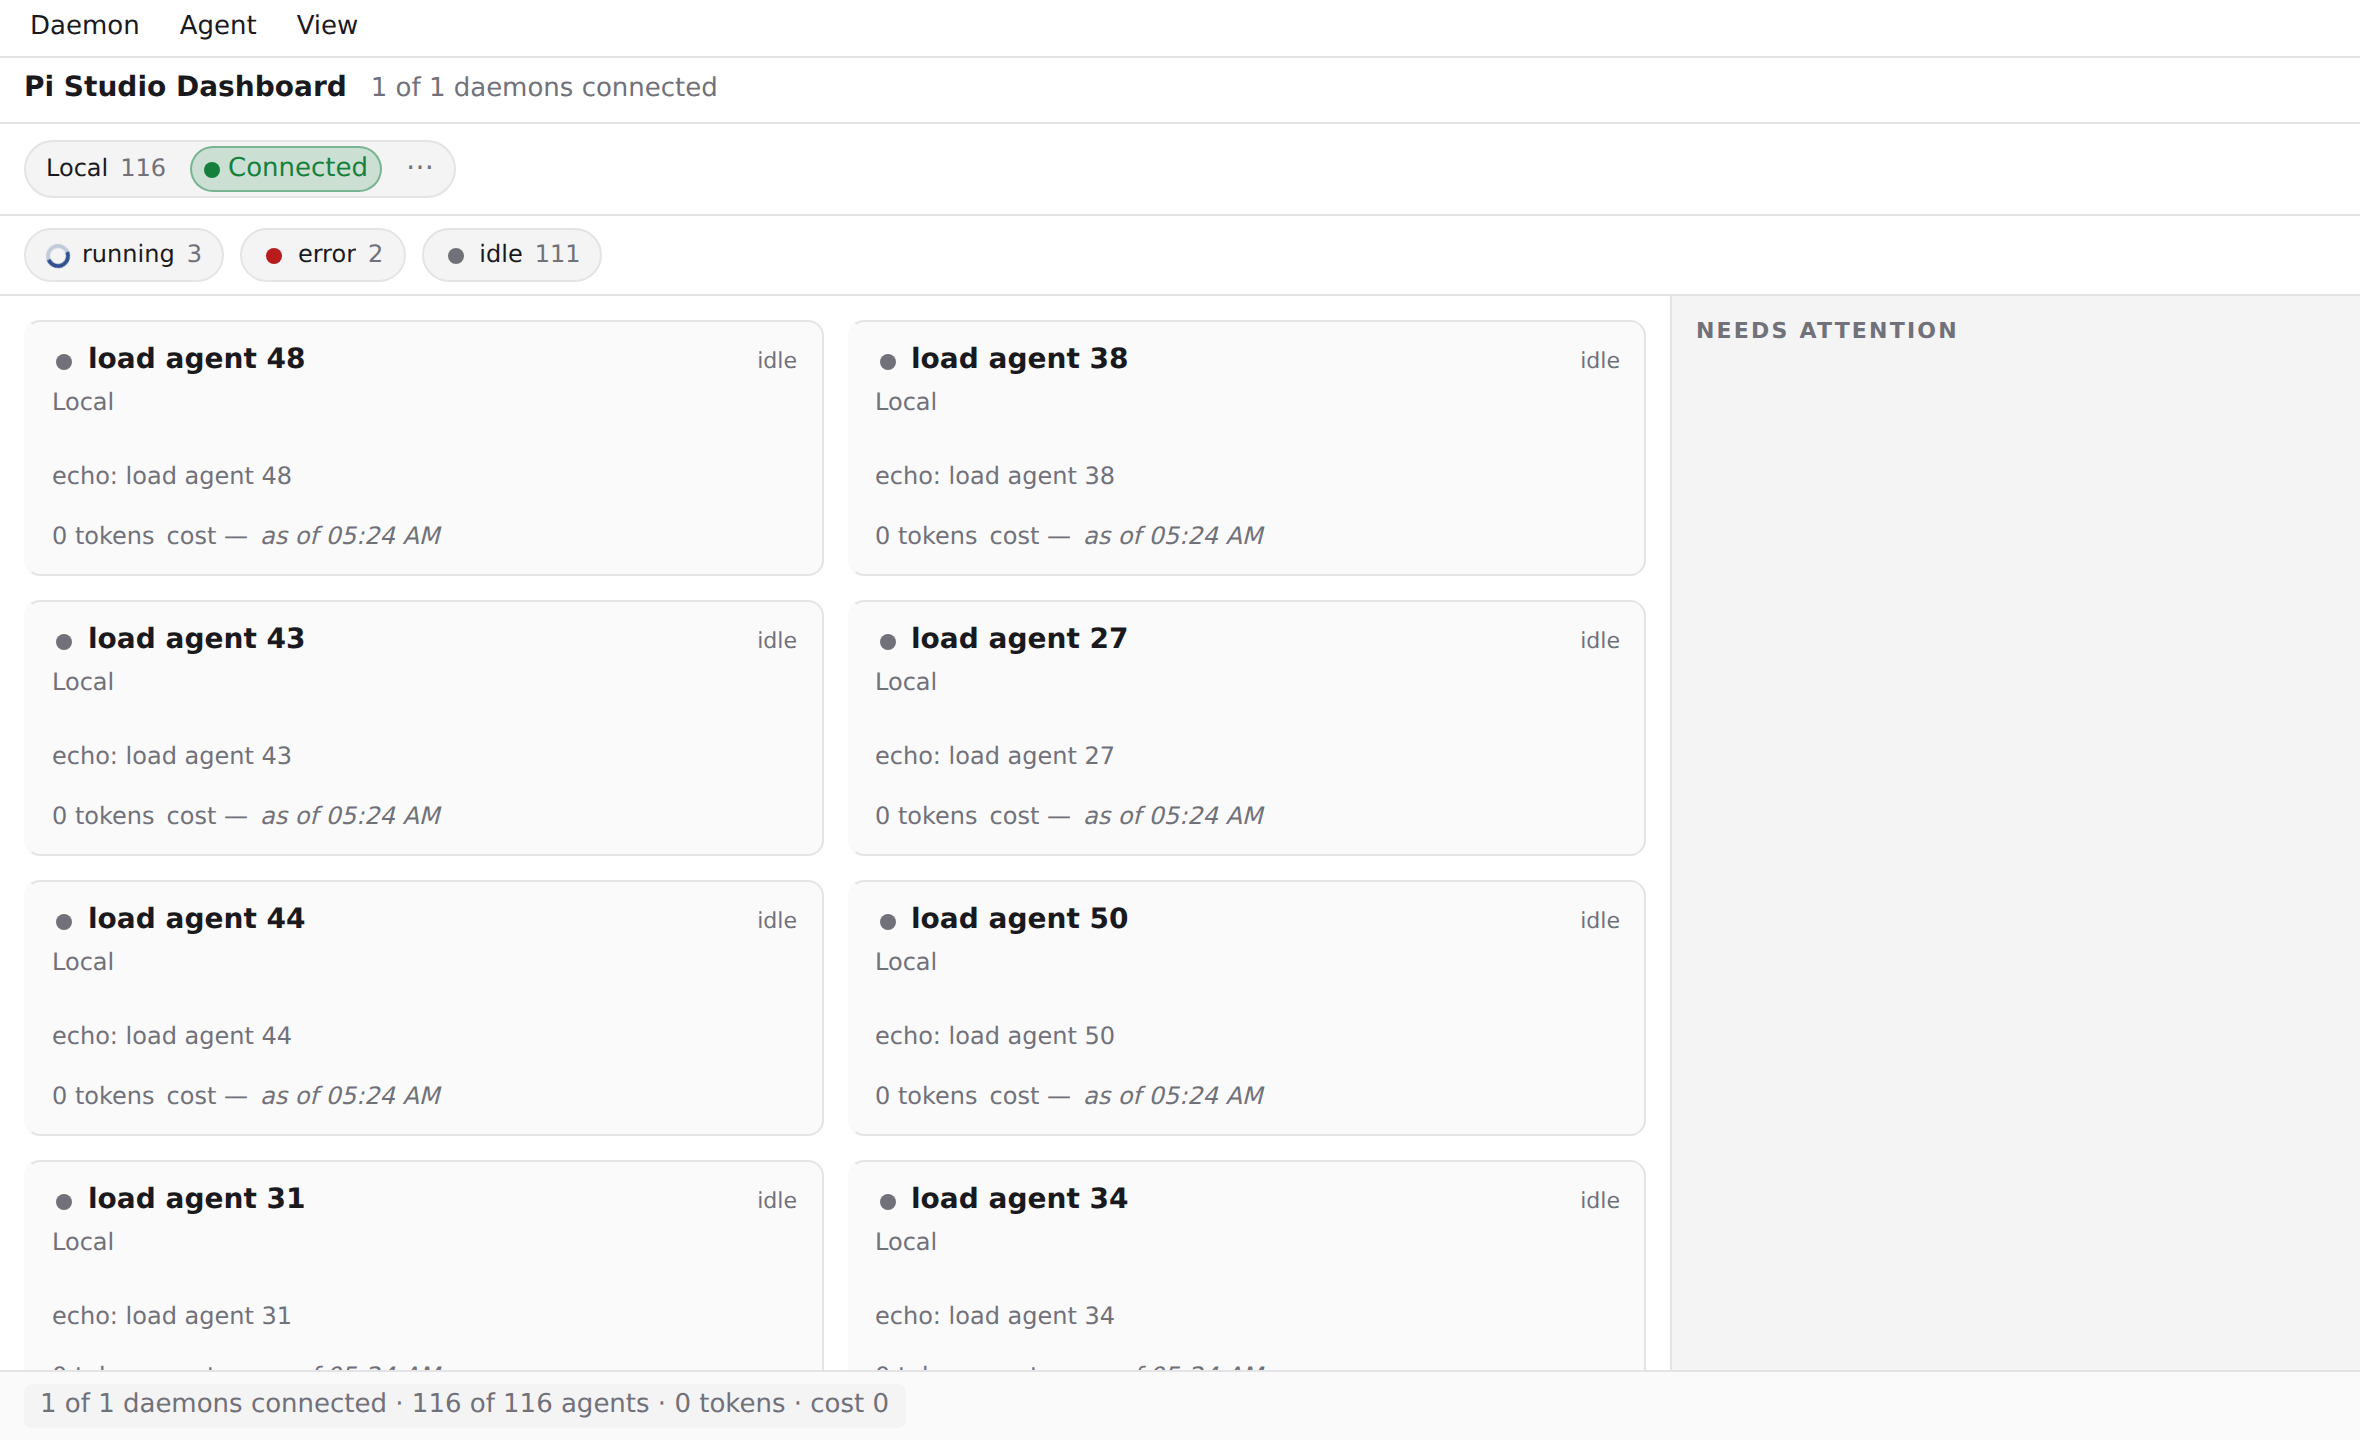 Daemon Agent View
Pi Studio Dashboard 1 of 1 daemons connected
Local 116 Connected ···
running 3 error 2 idle 111
load agent 48 idle
Local
echo: load agent 48
0 tokens cost — as of 05:24 AM
load agent 38 idle
Local
echo: load agent 38
0 tokens cost — as of 05:24 AM
load agent 43 idle
Local
echo: load agent 43
0 tokens cost — as of 05:24 AM
load agent 27 idle
Local
echo: load agent 27
0 tokens cost — as of 05:24 AM
load agent 44 idle
Local
echo: load agent 44
0 tokens cost — as of 05:24 AM
load agent 50 idle
Local
echo: load agent 50
0 tokens cost — as of 05:24 AM
load agent 31 idle
Local
echo: load agent 31
load agent 34 idle
Local
echo: load agent 34
NEEDS ATTENTION
1 of 1 daemons connected · 116 of 116 agents · 0 tokens · cost 0